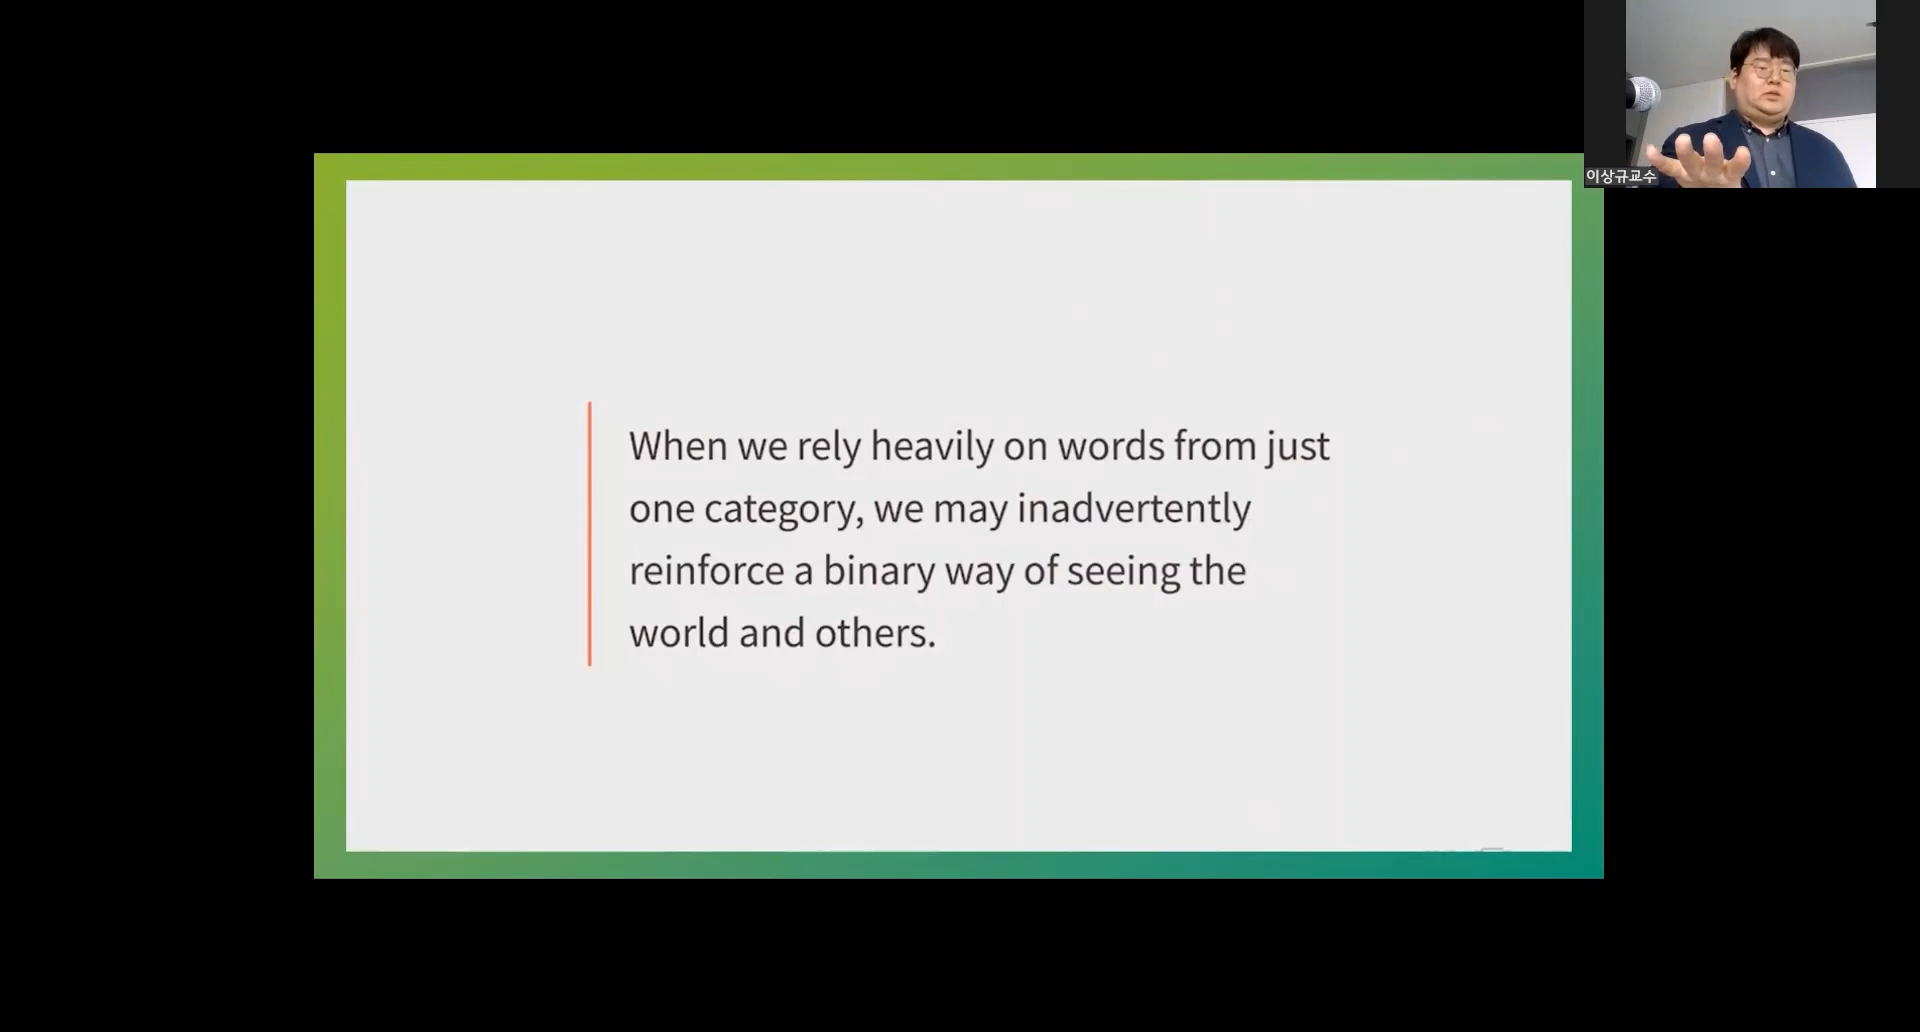 이상규교수
When we rely heavily on words from just
one category, we may inadvertently
reinforce a binary way of seeing the
world and others.